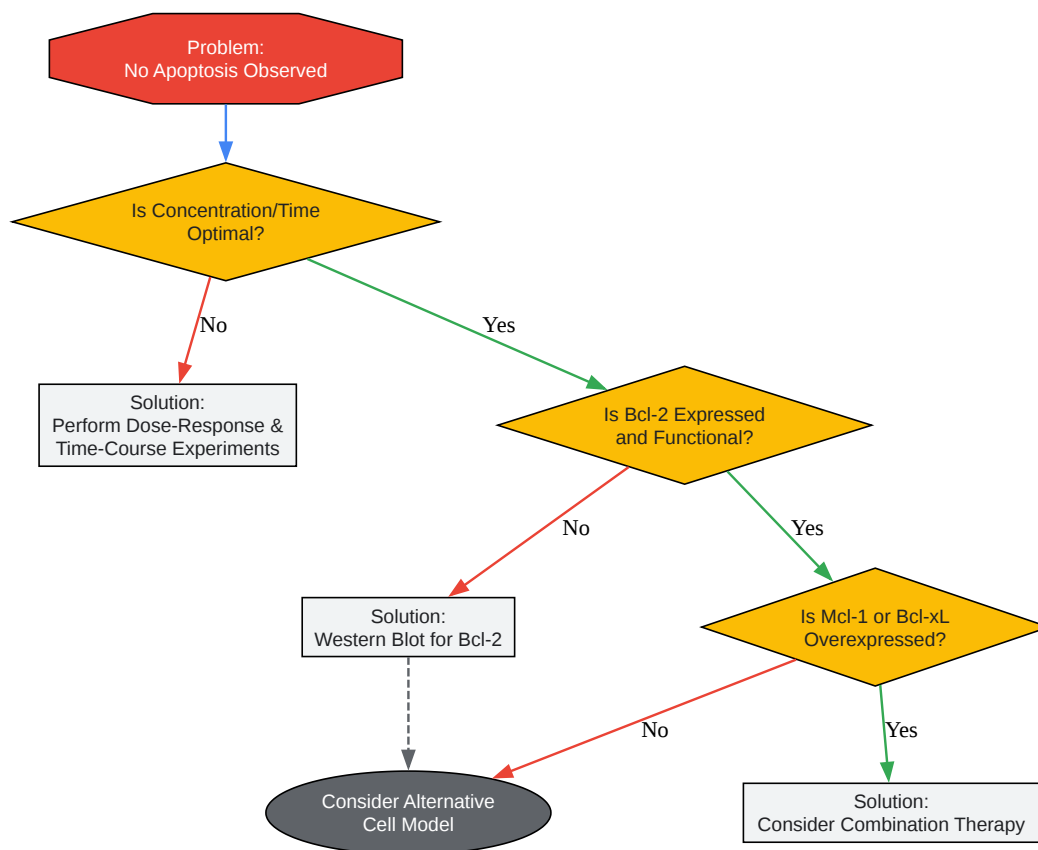 Problem:
No Apoptosis Observed
Is Concentration/Time
Optimal?
No
Yes
Solution:
Perform Dose-Response &
Time-Course Experiments
Is Bcl-2 Expressed
and Functional?
No
Yes
Solution:
Western Blot for Bcl-2
Is Mcl-1 or Bcl-xL
Overexpressed?
No
Yes
Consider Alternative
Cell Model
Solution:
Consider Combination Therapy